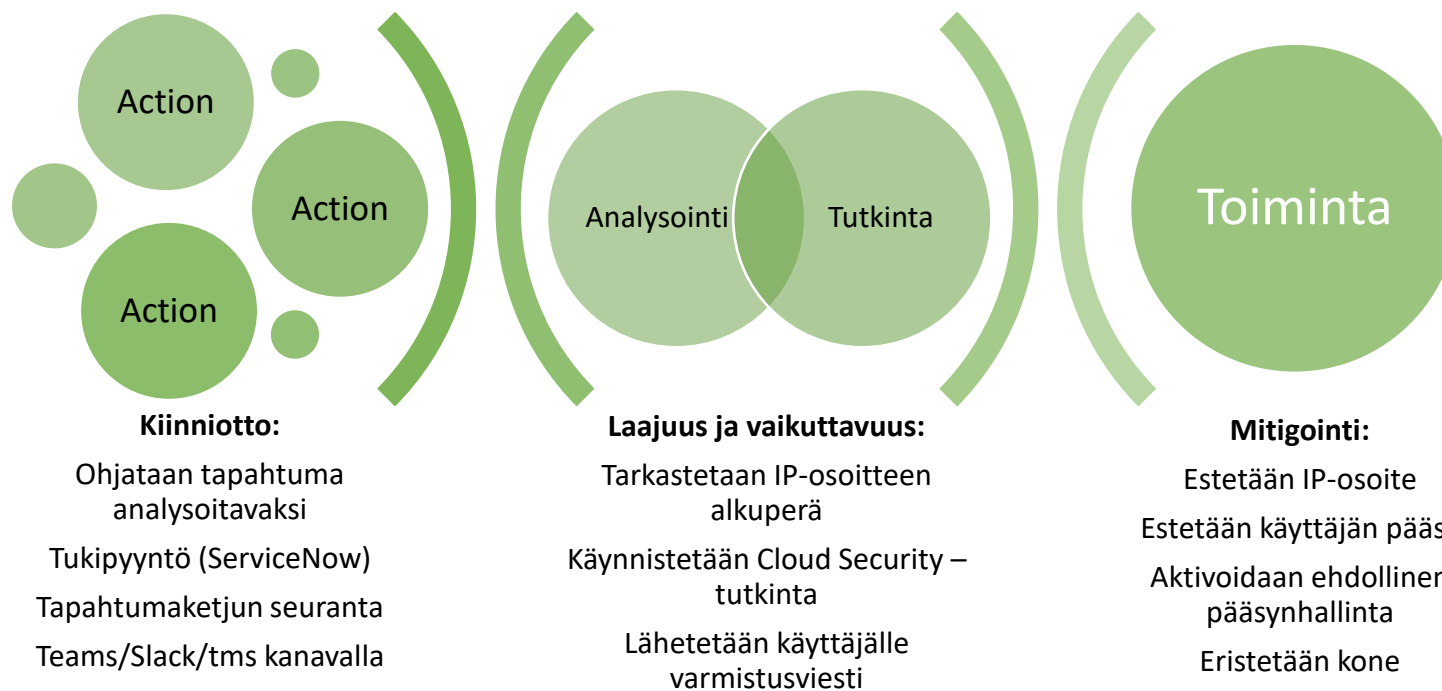 Action
Action
Action
Kiinniotto:
Ohjataan tapahtuma
analysoitavaksi
Tukipyyntö (ServiceNow)
Tapahtumaketjun seuranta
Teams/Slack/tms kanavalla
Analysointi
Tutkinta
Laajuus ja vaikuttavuus:
Tarkastetaan IP-osoitteen
alkuperä
Käynnistetään Cloud Security –
tutkinta
Lähetetään käyttäjälle
varmistusviesti
Toiminta
Mitigointi:
Estetään IP-osoite
Estetään käyttäjän
Aktivoidaan
pääsynhallinta
Eristetään kone